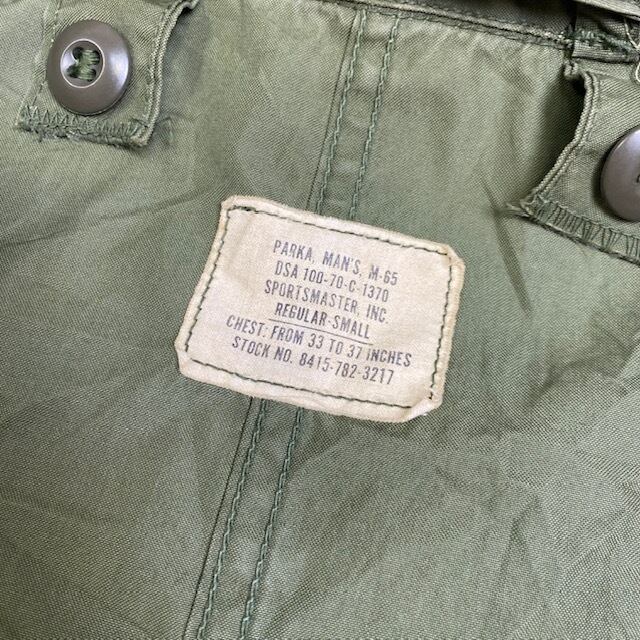 PARKA, MAN'S, M-65
DSA 100-70-C-1370
SPORTSMASTER, INC.
REGULAR-SMALL
CHEST: FROM 33 TO 37 INCHES
STOCK NO. 8415-782-3217